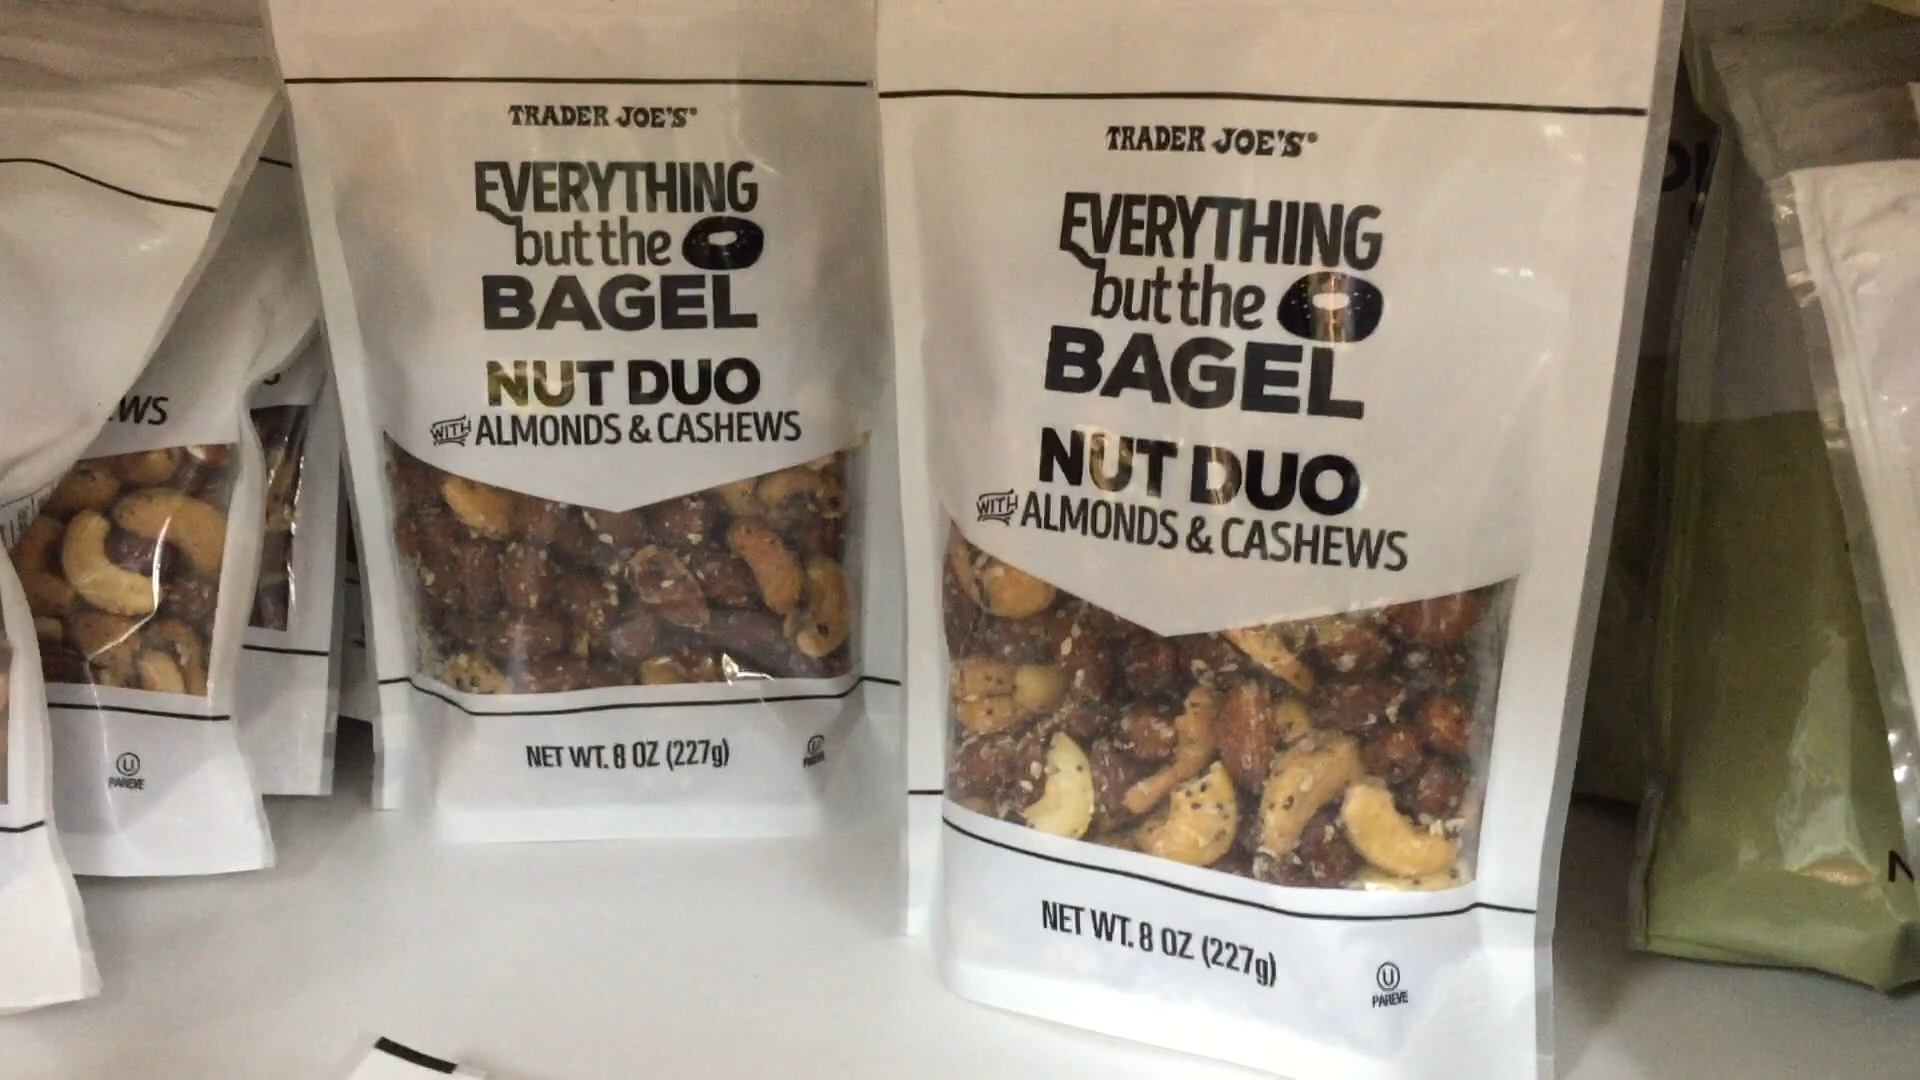 TRADER JOE'S®
EVERYTHING
but the
BAGEL
NUT DUO
WITH ALMONDS & CASHEWS
NET WT. 8 OZ (227g)
U
PAREVE
TRADER JOE'S®
EVERYTHING
but the
BAGEL
NUT DUO
WITH ALMONDS & CASHEWS
NET WT. 8 OZ (227g)
U
PAREVE
WS
U
PAREVE